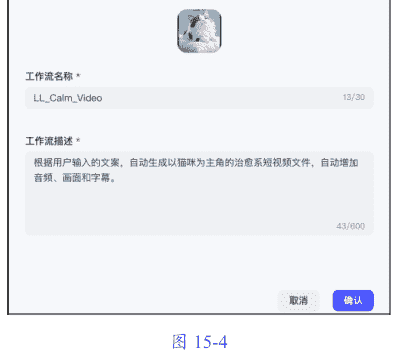 工作流名称 *
LL_Calm_Video 13/30
工作流描述 *
根据用户输入的文案，自动生成以猫咪为主角的治愈系短视频文件，自动增加
音频、画面和字幕。
43/600
取消 确认
图 15-4